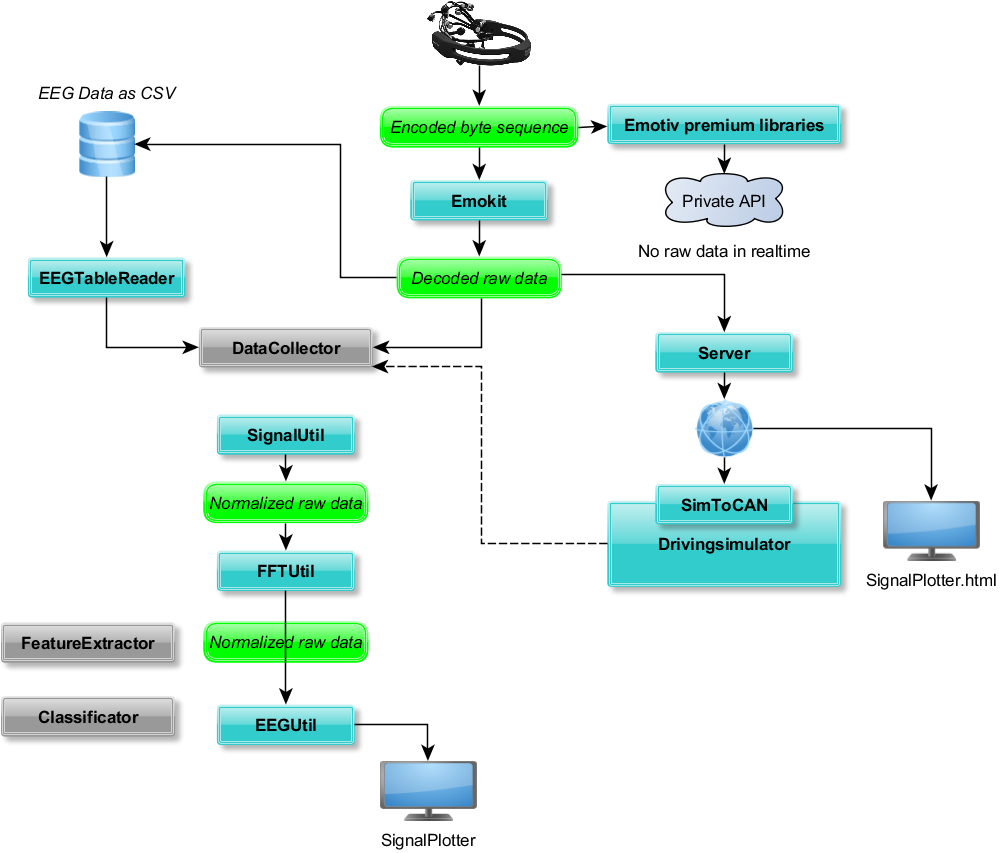 EEG Data as CSV
Encoded byte sequence
Emotiv premium libraries
Emokit
Private API
No raw data in realtime
EEGTableReader
Decoded raw data
DataCollector
Server
SignalUtil
Normalized raw data
SimToCAN
Drivingsimulator
SignalPlotter.html
FFTUtil
FeatureExtractor
Normalized raw data
Classificator
EEGUtil
SignalPlotter